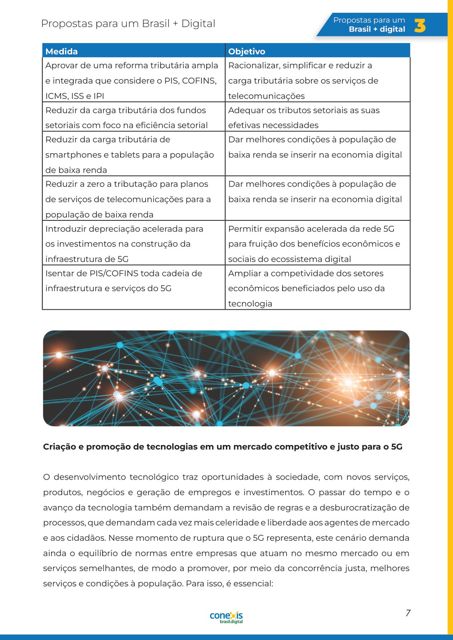 Propostas para um Brasil + Digital
Propostas para um
Brasil + digital
3
Medida
Objetivo
Aprovar de uma reforma tributária ampla
e integrada que considere o PIS, COFINS,
ICMS, ISS e IPI
Racionalizar, simplificar e reduzir a
carga tributária sobre os serviços de
telecomunicações
Reduzir da carga tributária dos fundos
setoriais com foco na eficiência setorial
Adequar os tributos setoriais as suas
efetivas necessidades
Reduzir da carga tributária de
smartphones e tablets para a população
de baixa renda
Dar melhores condições à população de
baixa renda se inserir na economia digital
Reduzir a zero a tributação para planos
de serviços de telecomunicações para a
população de baixa renda
Dar melhores condições à população de
baixa renda se inserir na economia digital
Introduzir depreciação acelerada para
os investimentos na construção da
infraestrutura de 5G
Permitir expansão acelerada da rede 5G
para fruição dos benefícios econômicos e
sociais do ecossistema digital
Isentar de PIS/COFINS toda cadeia de
infraestrutura e serviços do 5G
Ampliar a competividade dos setores
econômicos beneficiados pelo uso da
tecnologia
Criação e promoção de tecnologias em um mercado competitivo e justo para o 5G
O desenvolvimento tecnológico traz oportunidades à sociedade, com novos serviços,
produtos, negócios e geração de empregos e investimentos. O passar do tempo e o
avanço da tecnologia também demandam a revisão de regras e a desburocratização de
processos, que demandam cada vez mais celeridade e liberdade aos agentes de mercado
e aos cidadãos. Nesse momento de ruptura que o 5G representa, este cenário demanda
ainda o equilíbrio de normas entre empresas que atuam no mesmo mercado ou em
serviços semelhantes, de modo a promover, por meio da concorrência justa, melhores
serviços e condições à população. Para isso, é essencial:
conexis
brasil digital
7